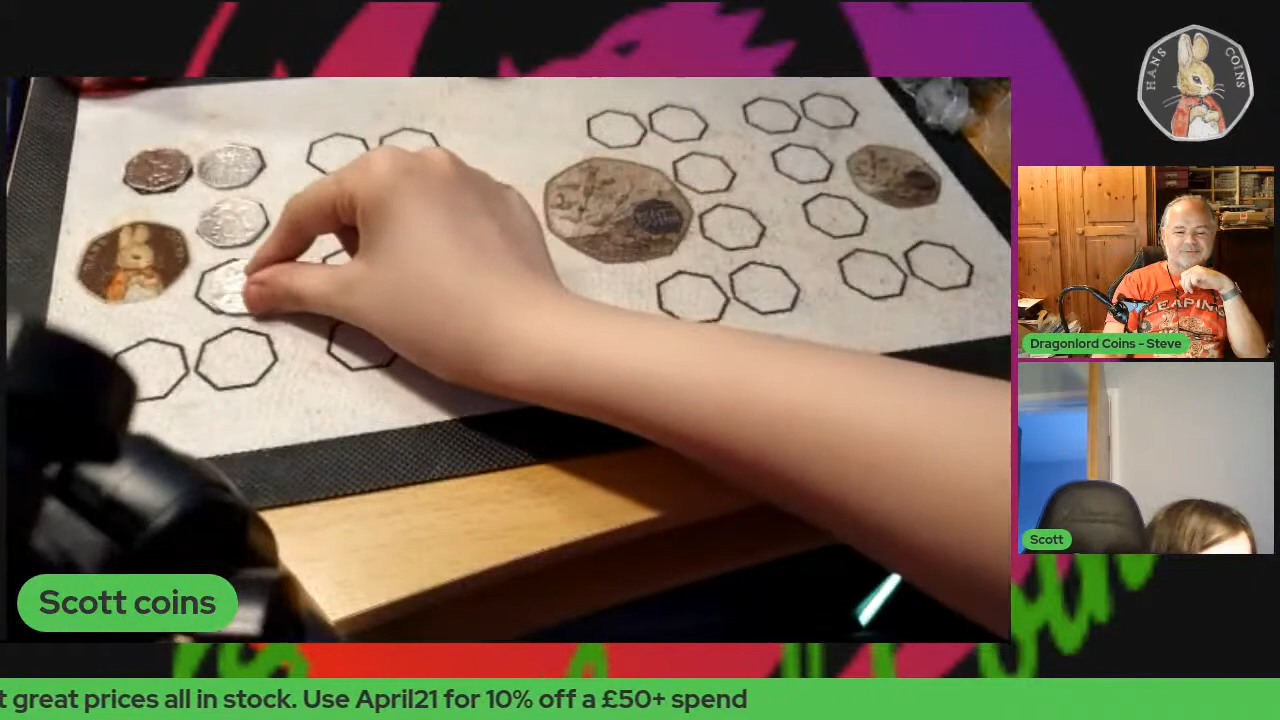 HANS COINS
LEAPING
Dragonlord Coins - Steve
Scott
Scott coins
t great prices all in stock. Use April21 for 10% off a £50+ spend